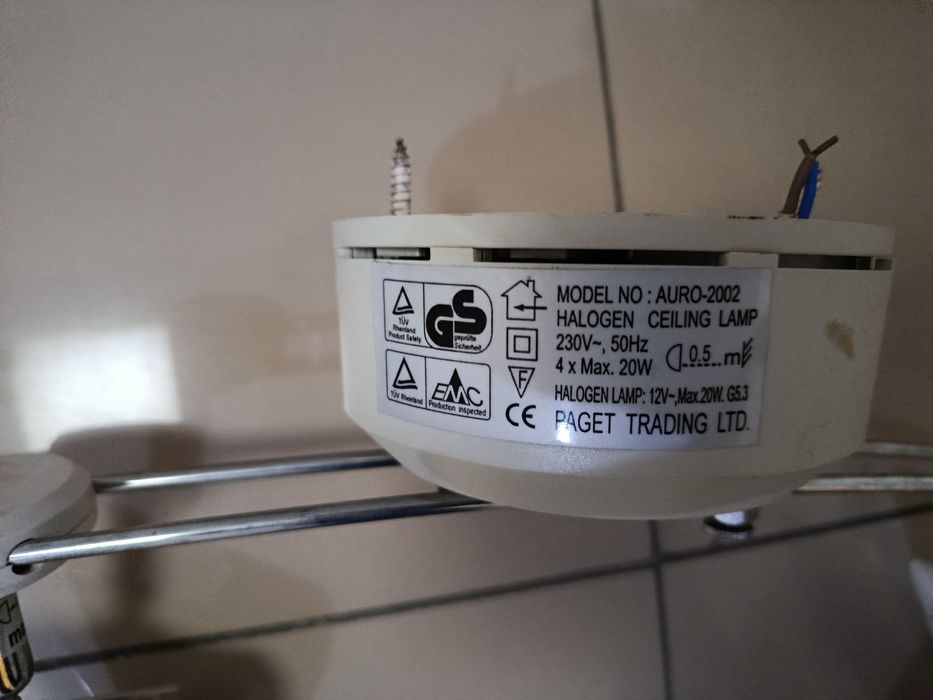 TÜV
Rheinland
Product Safety
GS
geprüfte
Sicherheit
TÜV Rheinland
EMC
Production inspected
F
CE
MODEL NO : AURO-2002
HALOGEN CEILING LAMP
230V~, 50Hz
4 x Max. 20W
0.5 m
HALOGEN LAMP: 12V~,Max.20W. G5.3
PAGET TRADING LTD.